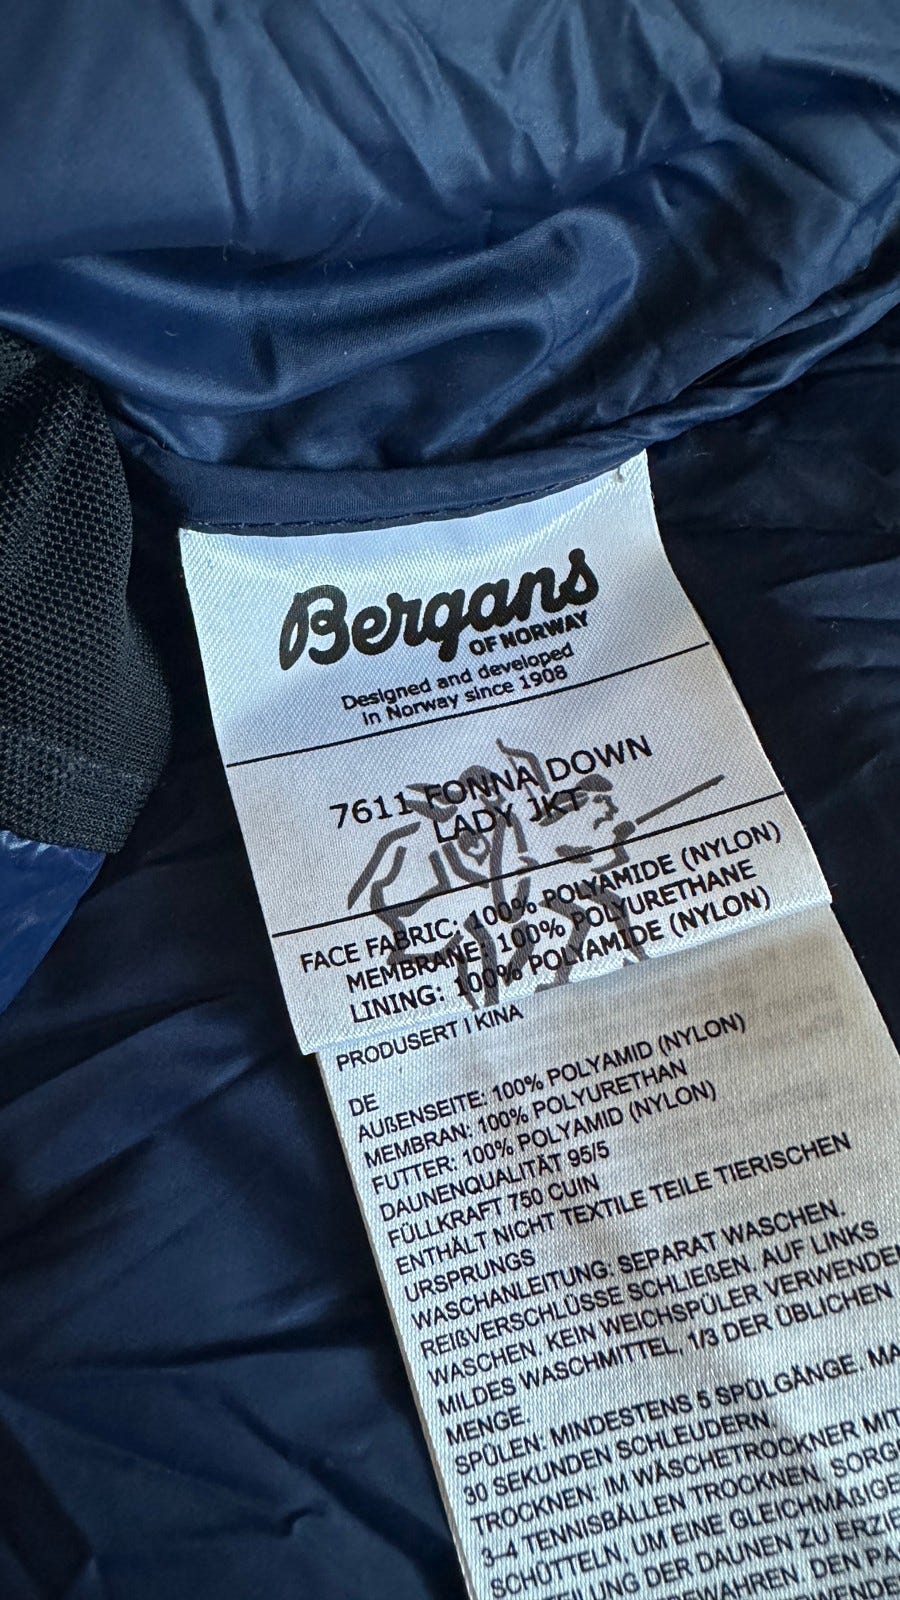 Bergans
OF NORWAY
Designed and developed
in Norway since 1908
7611 FONNA DOWN
LADY JKT
FACE FABRIC: 100% POLYAMIDE (NYLON)
MEMBRANE: 100% POLYURETHANE
LINING: 100% POLYAMIDE (NYLON)
PRODUSERT I KINA
DE
AUßENSEITE: 100% POLYAMID (NYLON)
MEMBRAN: 100% POLYURETHAN
FUTTER: 100% POLYAMID (NYLON)
DAUNENQUALITÄT 95/5
FÜLLKRAFT 750 CUIN
ENTHÄLT NICHT TEXTILE TEILE TIERISCHEN
URSPRUNGS
WASCHANLEITUNG: SEPARAT WASCHEN.
REIßVERSCHLÜSSE SCHLIEßEN. AUF LINKS
WASCHEN. KEIN WEICHSPÜLER VERWENDEN
MILDES WASCHMITTEL, 1/3 DER ÜBLICHEN
MENGE.
SPÜLEN: MINDESTENS 5 SPÜLGÄNGE. MA
30 SEKUNDEN SCHLEUDERN.
TROCKNEN: IM WÄSCHETROCKNER MIT
3-4 TENNISBÄLLEN TROCKNEN. SORG
SCHÜTTELN, UM EINE GLEICHMÄßIGE
TEILUNG DER DAUNEN ZU ERZIE
BEWAHREN. DEN PA